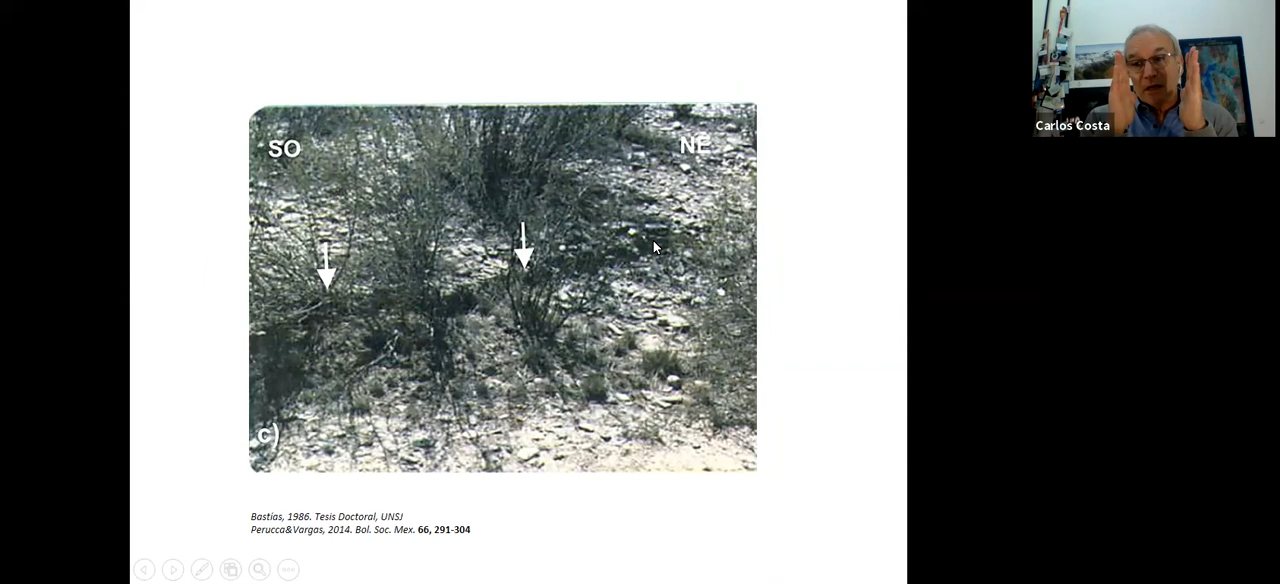 SO
NE
c)
Bastías, 1986. Tesis Doctoral, UNSJ
Perucca&Vargas, 2014. Bol. Soc. Mex. 66, 291-304
Carlos Costa